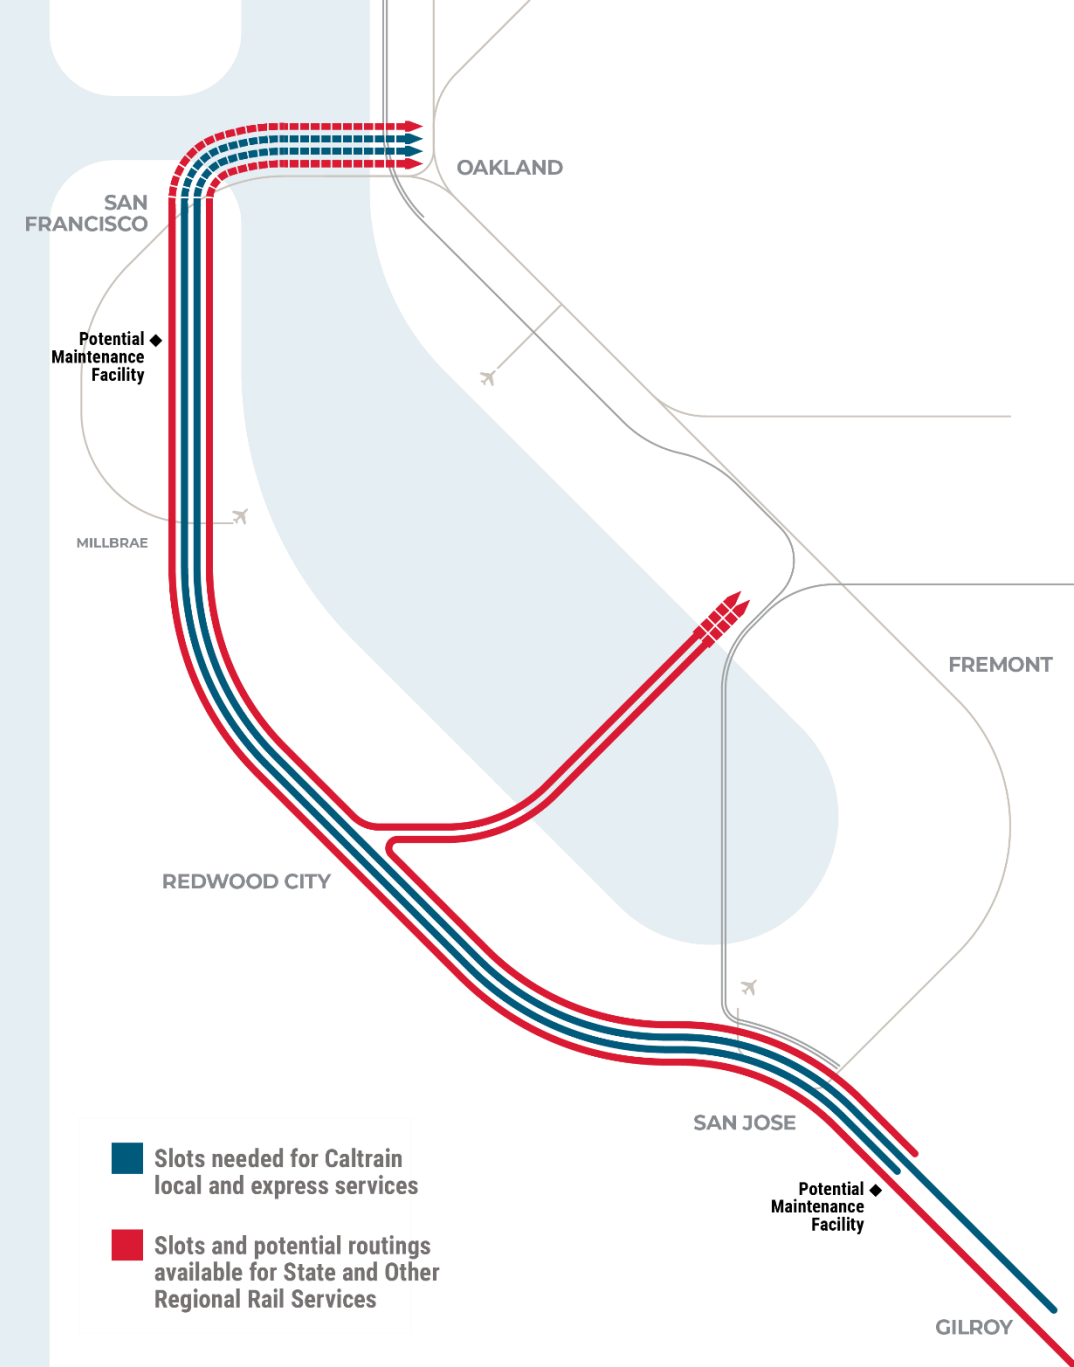 OAKLAND
SAN
FRANCISCO
Potential
Maintenance
Facility
MILLBRAE
FREMONT
REDWOOD CITY
SAN JOSE
Potential
Maintenance
Facility
GILROY
Slots needed for Caltrain
local and express services
Slots and potential routings
available for State and Other
Regional Rail Services